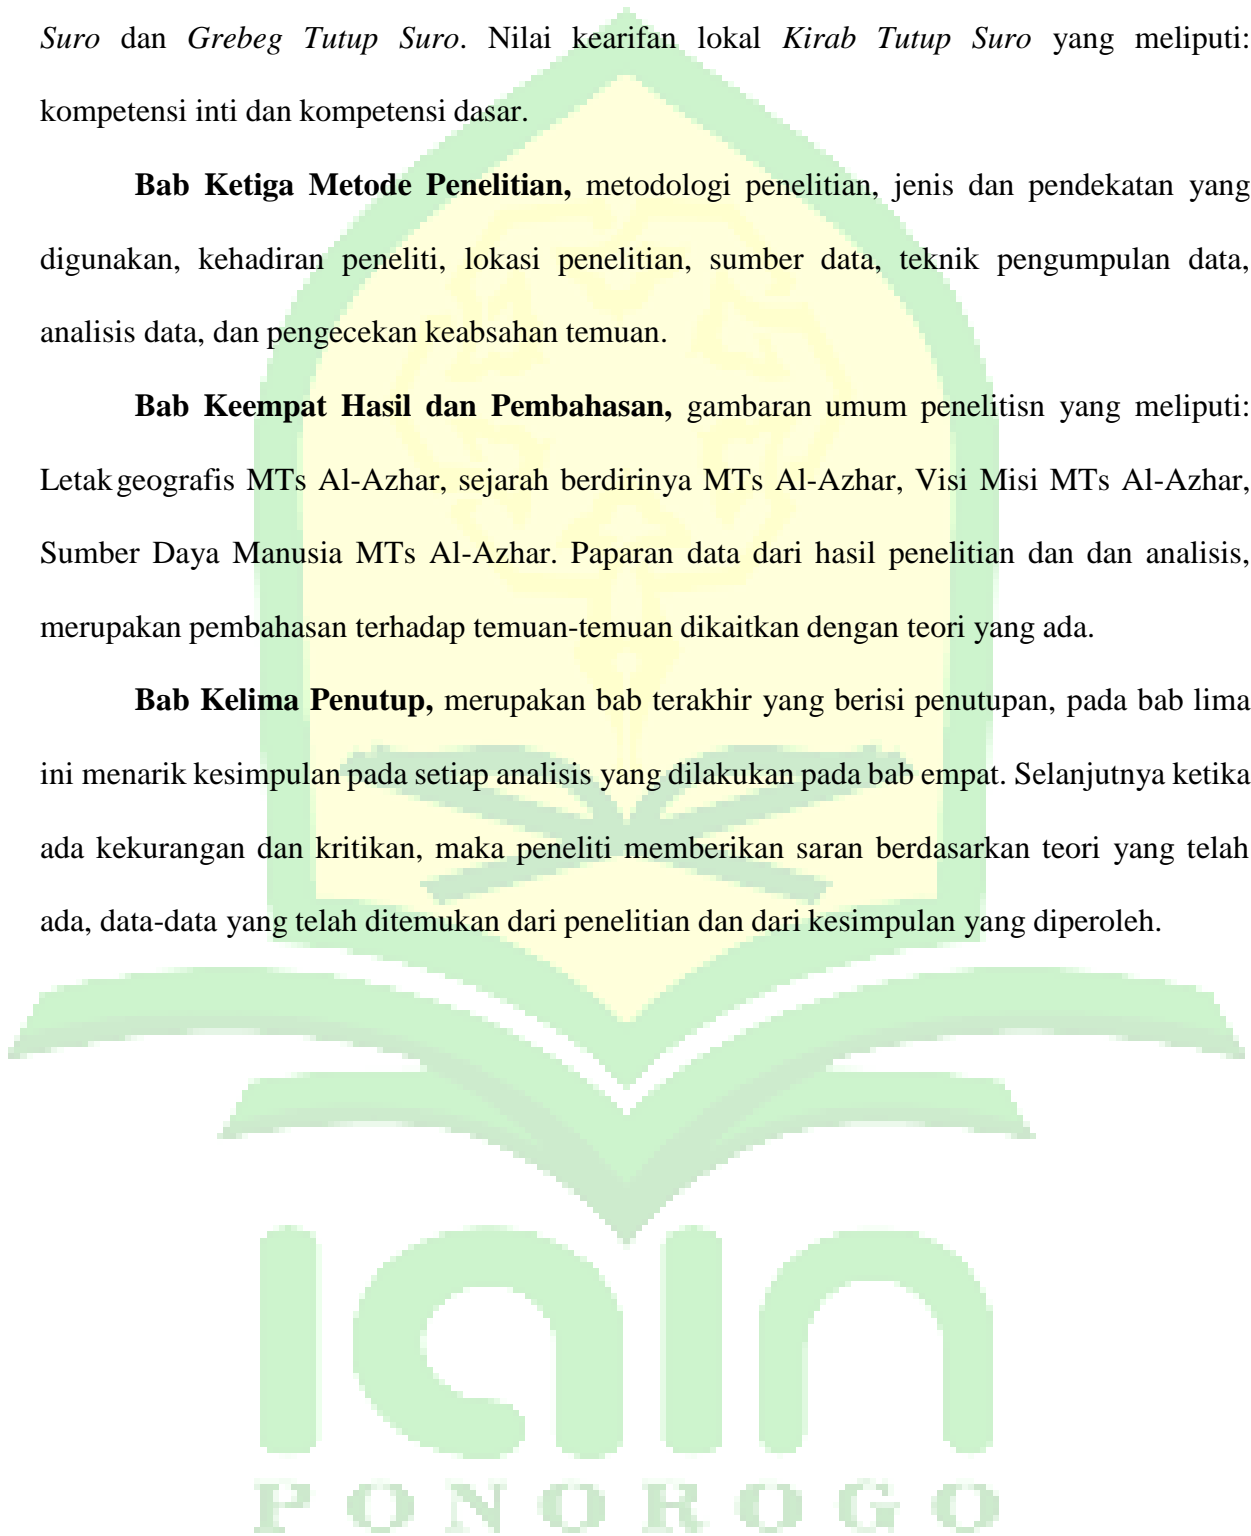 Suro dan Grebeg Tutup Suro. Nilai kearifan lokal Kirab Tutup Suro yang meliputi:
kompetensi inti dan kompetensi dasar.
Bab Ketiga Metode Penelitian, metodologi penelitian, jenis dan pendekatan yang
digunakan, kehadiran peneliti, lokasi penelitian, sumber data, teknik pengumpulan data,
analisis data, dan pengecekan keabsahan temuan.
Bab Keempat Hasil dan Pembahasan, gambaran umum penelitisn yang meliputi:
Letak geografis MTs Al-Azhar, sejarah berdirinya MTs Al-Azhar, Visi Misi MTs Al-Azhar,
Sumber Daya Manusia MTs Al-Azhar. Paparan data dari hasil penelitian dan dan analisis,
merupakan pembahasan terhadap temuan-temuan dikaitkan dengan teori yang ada.
Bab Kelima Penutup, merupakan bab terakhir yang berisi penutupan, pada bab lima
ini menarik kesimpulan pada setiap analisis yang dilakukan pada bab empat. Selanjutnya ketika
ada kekurangan dan kritikan, maka peneliti memberikan saran berdasarkan teori yang telah
ada, data-data yang telah ditemukan dari penelitian dan dari kesimpulan yang diperoleh.
iain
PONOROGO